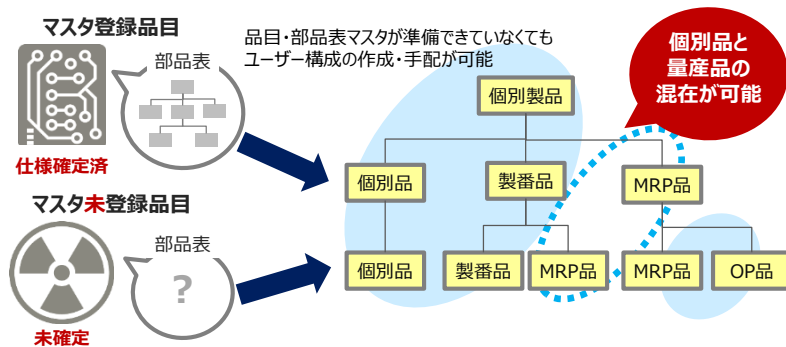 マスタ登録品目
部品表
仕様確定済
マスタ未登録品目
部品表
?
未確定
品目・部品表マスタが準備できていなくても
ユーザー構成の作成・手配が可能
個別品と
量産品の
混在が可能
個別製品
個別品
製番品
MRP品
個別品
製番品
MRP品
MRP品
OP品